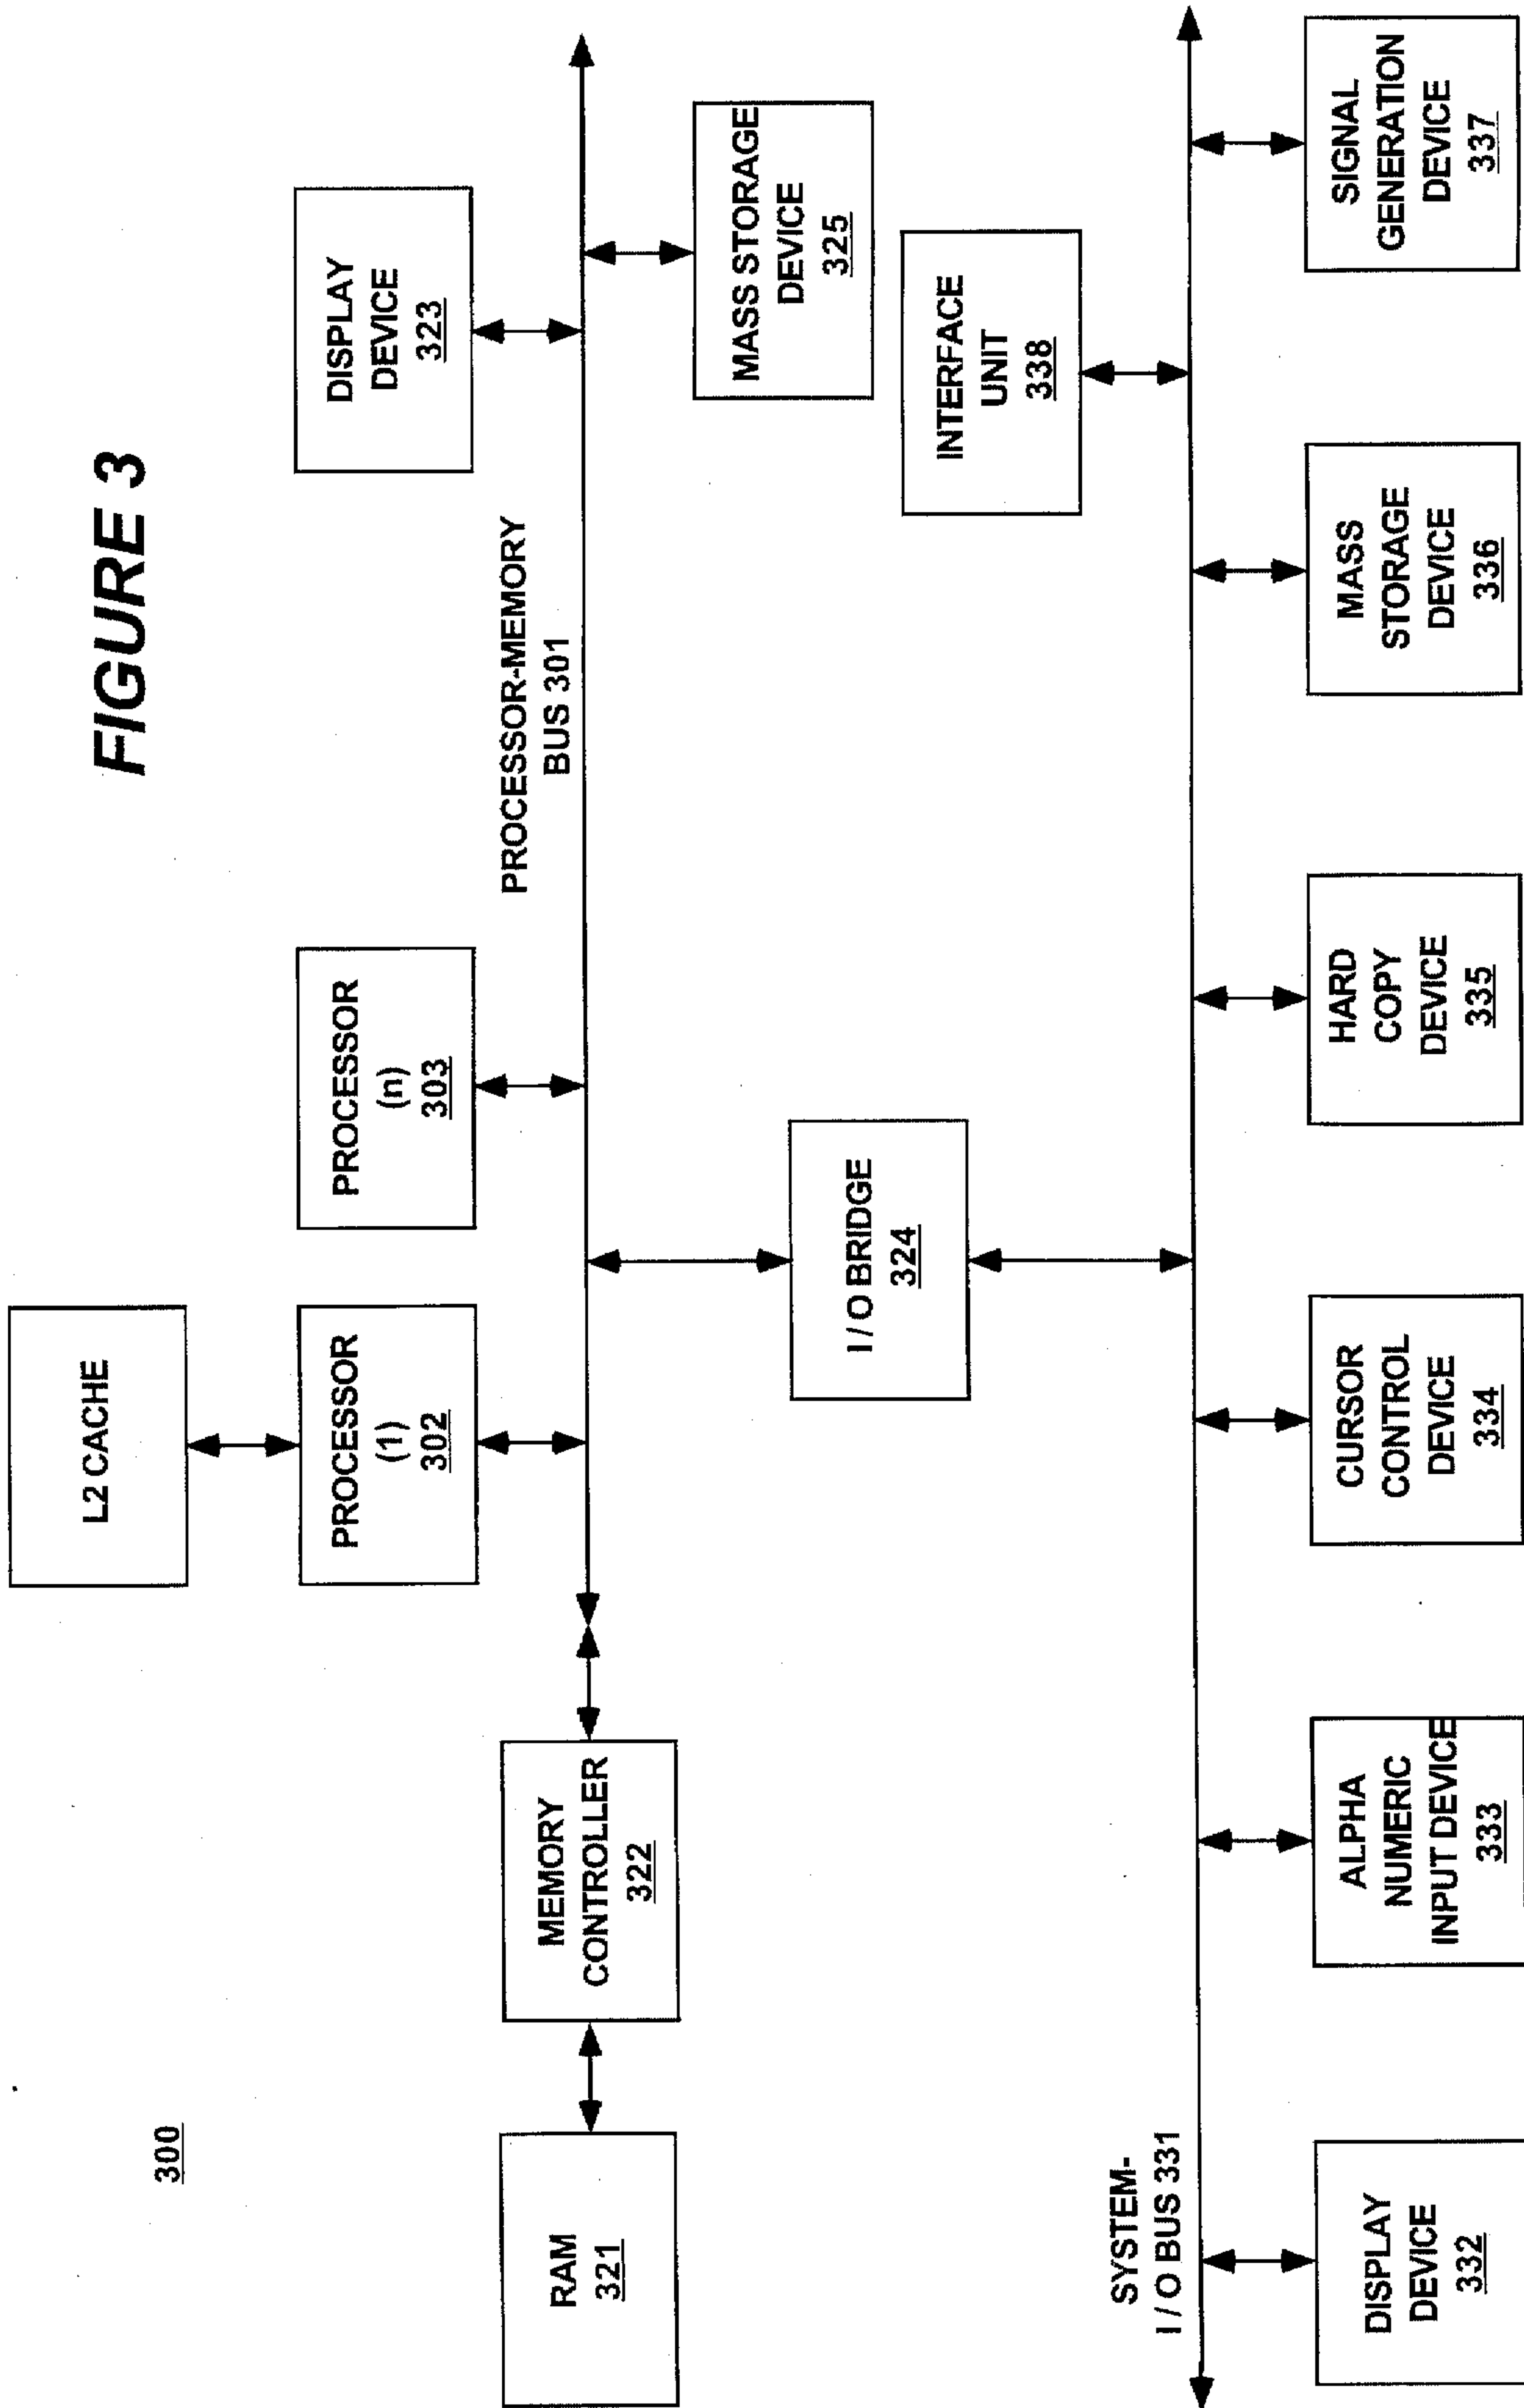 FIGURE 3
300
L2 CACHE
PROCESSOR
(1)
302
PROCESSOR
(n)
303
DISPLAY
DEVICE
323
RAM
321
MEMORY
CONTROLLER
322
PROCESSOR-MEMORY
BUS 301
MASS STORAGE
DEVICE
325
I / O BRIDGE
324
INTERFACE
UNIT
338
SYSTEM-
I / O BUS 331
DISPLAY
DEVICE
332
ALPHA
NUMERIC
INPUT DEVICE
333
CURSOR
CONTROL
DEVICE
334
HARD
COPY
DEVICE
335
MASS
STORAGE
DEVICE
336
SIGNAL
GENERATION
DEVICE
337